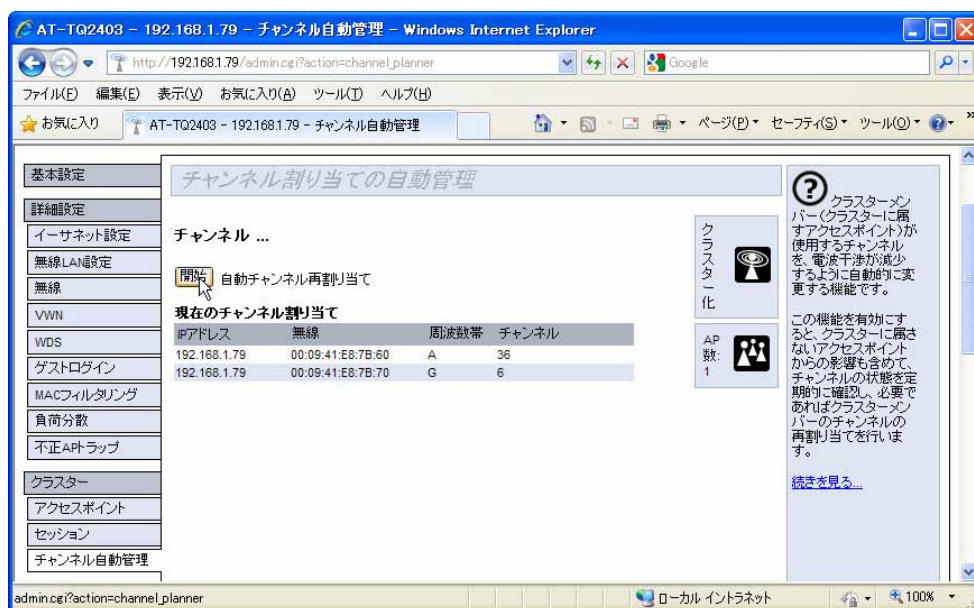 AT-TQ2403 - 192.168.1.79 - チャンネル自動管理 - Windows Internet Explorer
http://192.168.1.79/admin.cgi?action=channel_planner
Google
ファイル(F) 編集(E) 表示(V) お気に入り(A) ツール(T) ヘルプ(H)
お気に入り
AT-TQ2403 - 192.168.1.79 - チャンネル自動管理
ページ(P) セーフティ(S) ツール(O)
基本設定
詳細設定
イーサネット設定
無線LAN設定
無線
VWN
WDS
ゲストログイン
MACフィルタリング
負荷分散
不正APトラップ
クラスター
アクセスポイント
セッション
チャンネル自動管理
チャンネル割り当ての自動管理
チャンネル ...
開始 自動チャンネル再割り当て
現在のチャンネル割り当て
IPアドレス 無線 周波数帯 チャンネル
192.168.1.79 00:09:41:E8:7B:60 A 36
192.168.1.79 00:09:41:E8:7B:70 G 6
クラスター化
AP
数:
1
クラスターメン
バー(クラスターに属
すアクセスポイント)が
使用するチャンネル
を、電波干渉が減少
するように自動的に変
更する機能です。
この機能を有効にす
ると、クラスターに属さ
ないアクセスポイント
からの影響も含めて、
チャンネルの状態を定
期的に確認し、必要で
あればクラスターメン
バーのチャンネルの
再割り当てを行いま
す。
続きを見る...
admin.cgi?action=channel_planner
ローカル イントラネット
100%